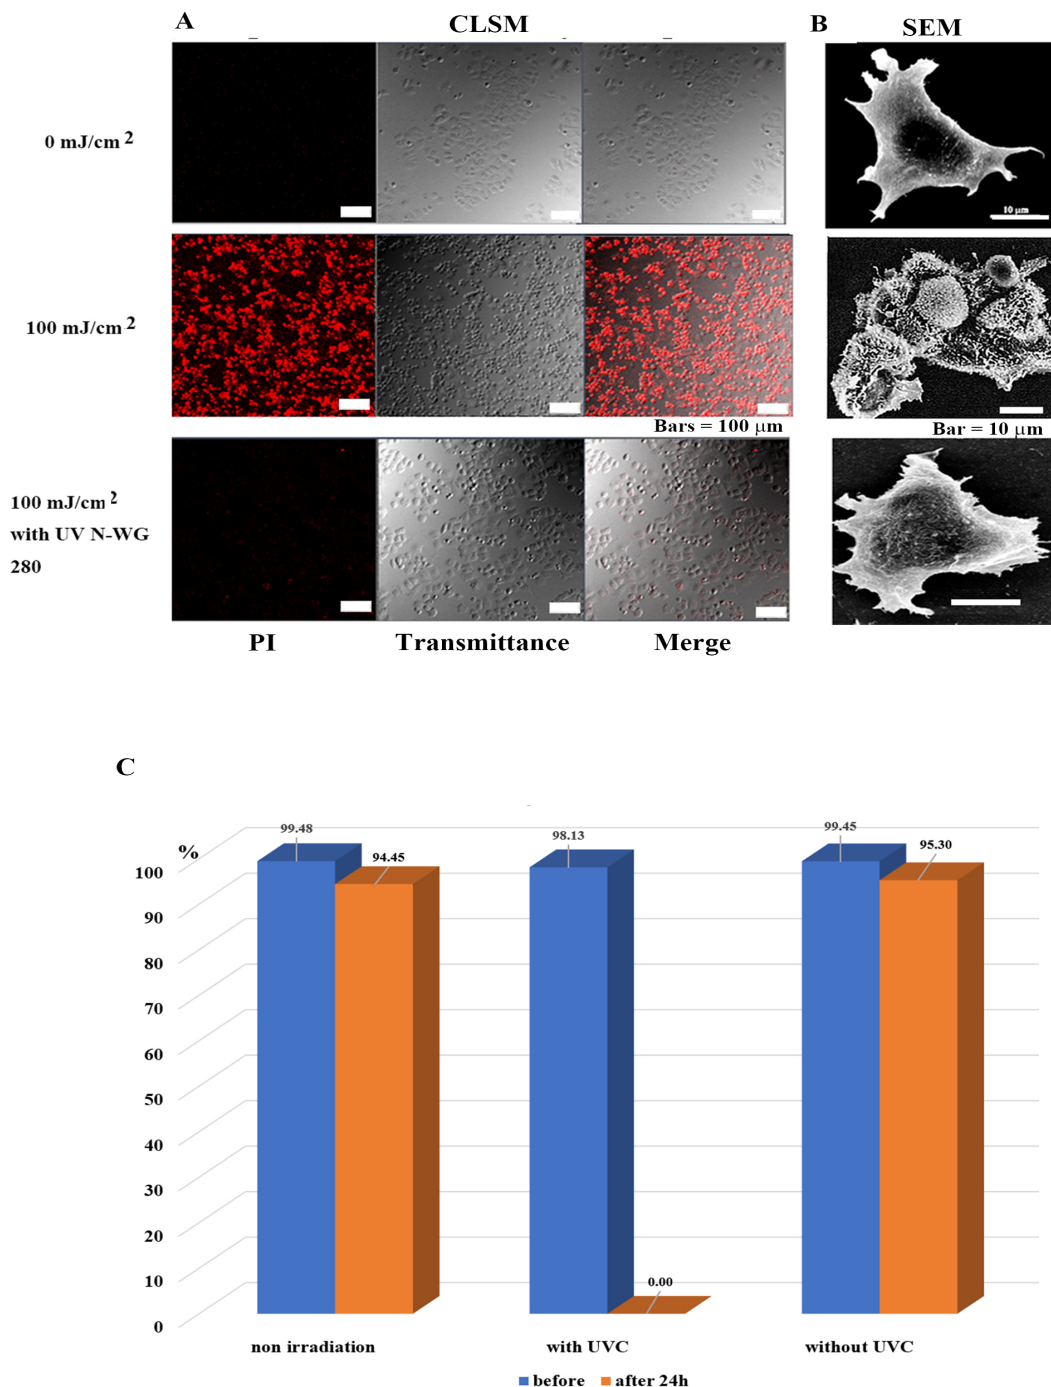 A
CLSM
B
SEM
0 mJ/cm 2
10 μm
100 mJ/cm 2
Bars = 100 μm
Bar = 10 μm
100 mJ/cm 2
with UV N-WG
280
PI
Transmittance
Merge
C
%
99.48
94.45
98.13
0.00
99.45
95.30
100
90
80
70
60
50
40
30
20
10
0
non irradiation
with UVC
without UVC
before
after 24h